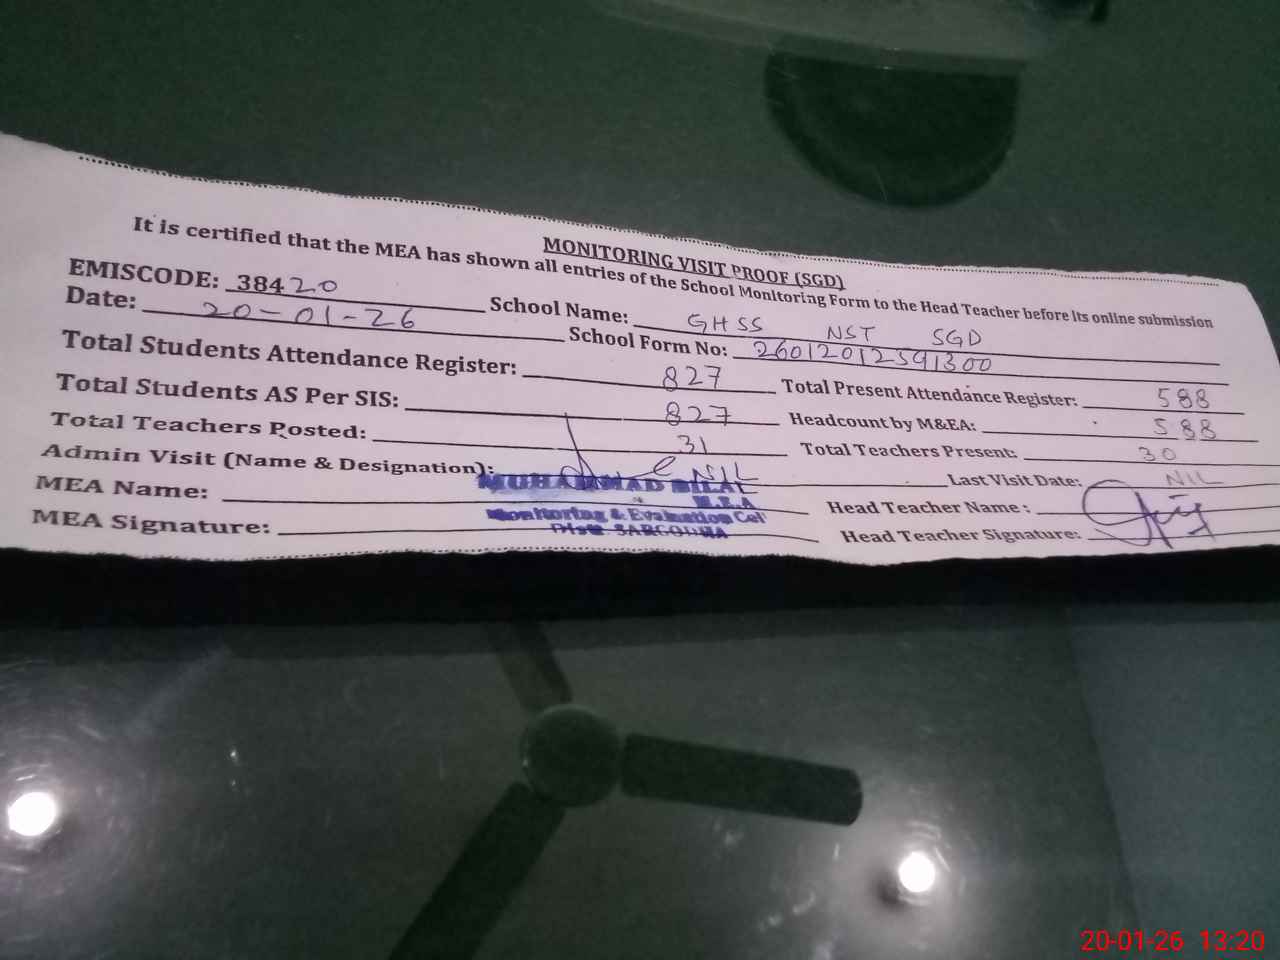 MONITORING VISIT PROOF (SGD)
It is certified that the MEA has shown all entries of the School Monitoring Form to the Head Teacher before its online submission
EMISCODE: 38420 School Name: GHSS NST SGD
Date: 20-01-26 School Form No: 26012012591300
Total Students Attendance Register: 827 Total Present Attendance Register: 588
Total Students AS Per SIS: 827 Headcount by M&EA: 588
Total Teachers Posted: 31 Total Teachers Present: 30
Admin Visit (Name & Designation): NIL Last Visit Date: NIL
MEA Name: MUHAMMAD BILAL Head Teacher Name:
M.E.A
MEA Signature: Monitoring & Evaluation Cel Head Teacher Signature:
Distt. SARGODHA
20-01-26 13:20